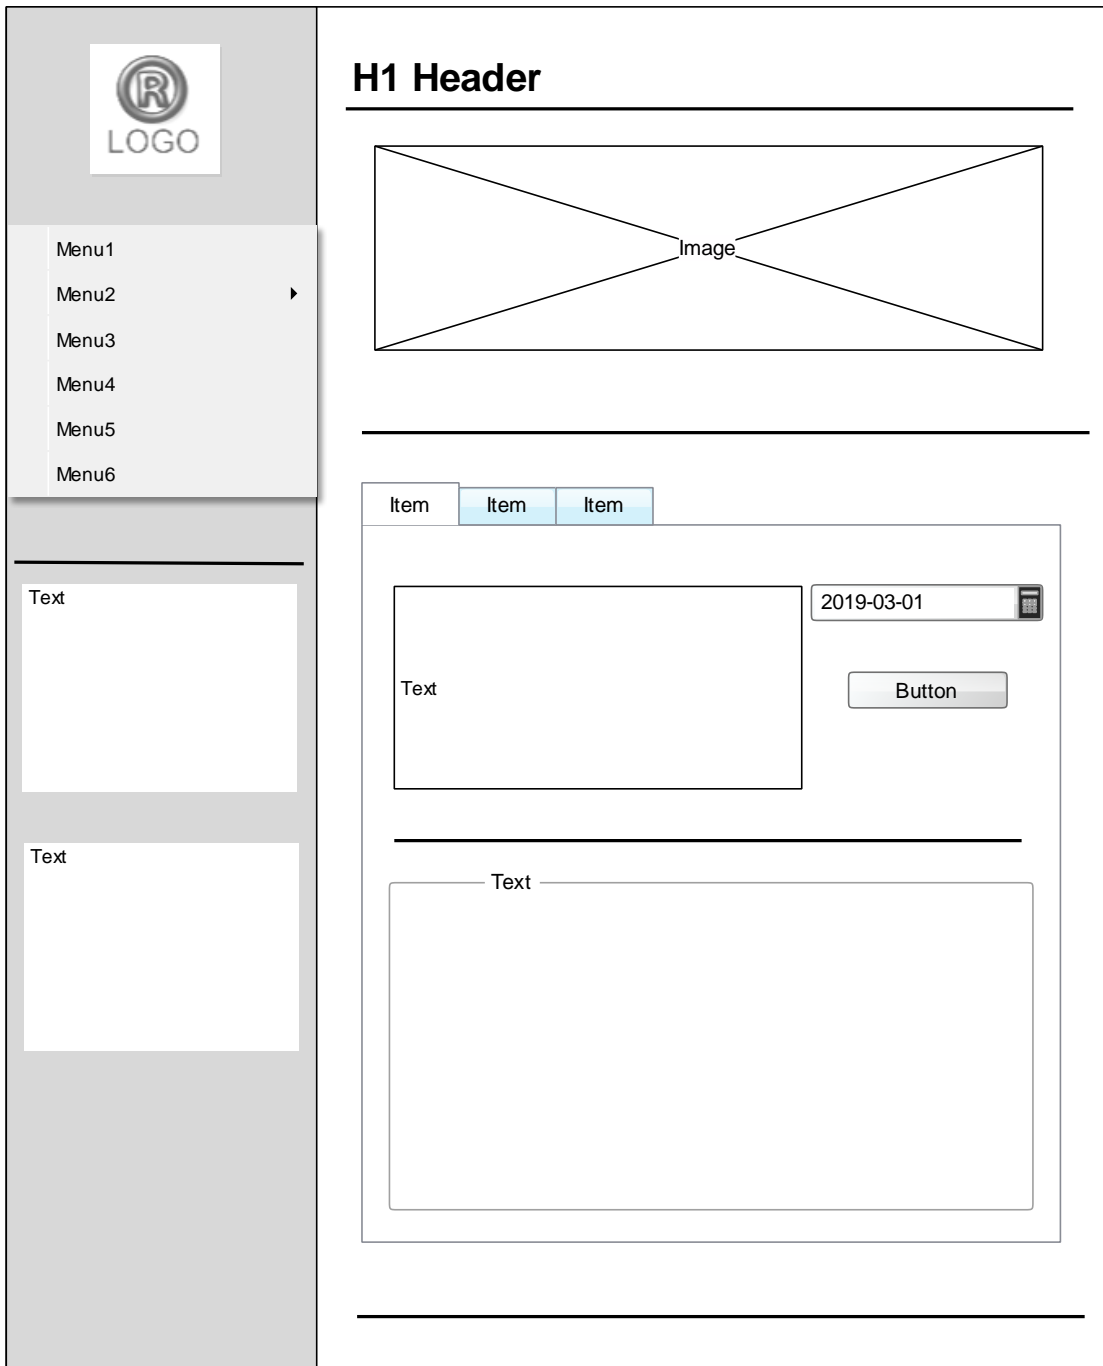 R
LOGO
Menu1
Menu2
Menu3
Menu4
Menu5
Menu6
Text
Text
H1 Header
Image
Item
Item
Item
Text
2019-03-01
Button
Text